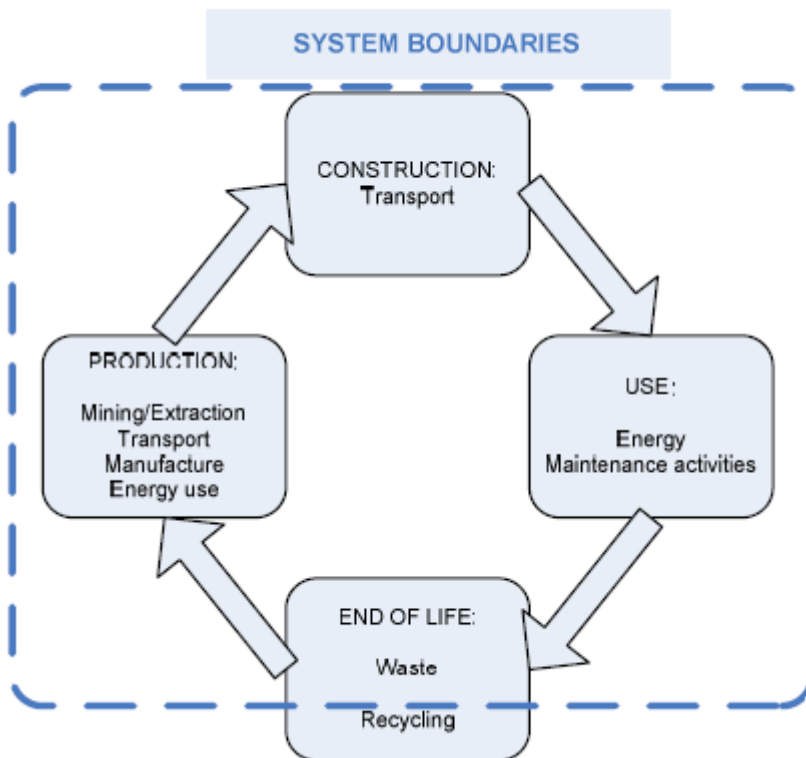 SYSTEM BOUNDARIES
CONSTRUCTION:
Transport
PRODUCTION:
Mining/Extraction
Transport
Manufacture
Energy use
USE:
Energy
Maintenance activities
END OF LIFE:
Waste
Recycling